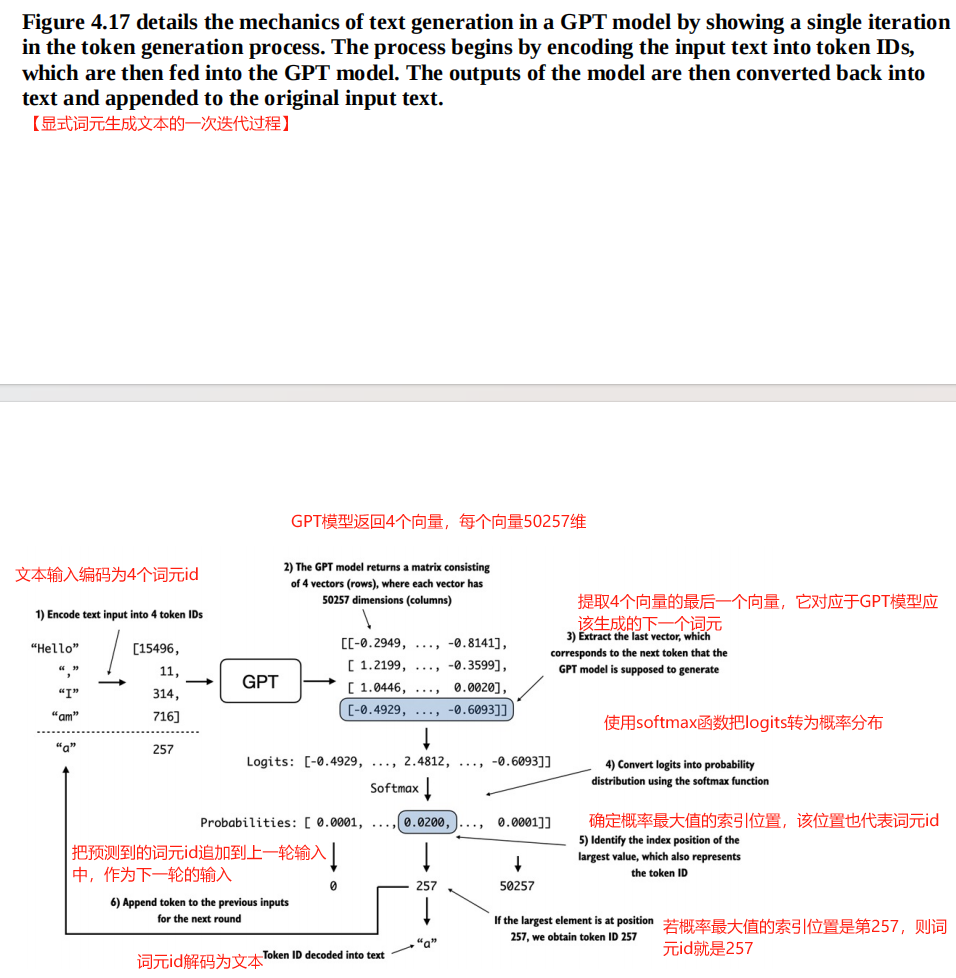 Figure 4.17 details the mechanics of text generation in a GPT model by showing a single iteration
in the token generation process. The process begins by encoding the input text into token IDs,
which are then fed into the GPT model. The outputs of the model are then converted back into
text and appended to the original input text.
【显式词元生成文本的一次迭代过程】
GPT模型返回4个向量，每个向量50257维
文本输入编码为4个词元id
2) The GPT model returns a matrix consisting
of 4 vectors (rows), where each vector has
50257 dimensions (columns)
1) Encode text input into 4 token IDs
提取4个向量的最后一个向量，它对应于GPT模型应
该生成的下一个词元
3) Extract the last vector, which
corresponds to the next token that the
GPT model is supposed to generate
“Hello” [15496,
“,” 11,
“I” 314,
“am” 716]
“a” 257
GPT
[[-0.2949, ..., -0.8141],
[ 1.2199, ..., -0.3599],
[ 1.0446, ..., 0.0020],
[-0.4929, ..., -0.6093]]
使用softmax函数把logits转为概率分布
Logits: [-0.4929, ..., 2.4812, ..., -0.6093]]
4) Convert logits into probability
distribution using the softmax function
Softmax
Probabilities: [ 0.0001, ..., 0.0200, ..., 0.0001]]
确定概率最大值的索引位置，该位置也代表词元id
5) Identify the index position of the
largest value, which also represents
the token ID
把预测到的词元id追加到上一轮输入
中，作为下一轮的输入
0 257 50257
6) Append token to the previous inputs
for the next round
If the largest element is at position
257, we obtain token ID 257
若概率最大值的索引位置是第257，则词
元id就是257
“a”
词元id解码为文本
Token ID decoded into text